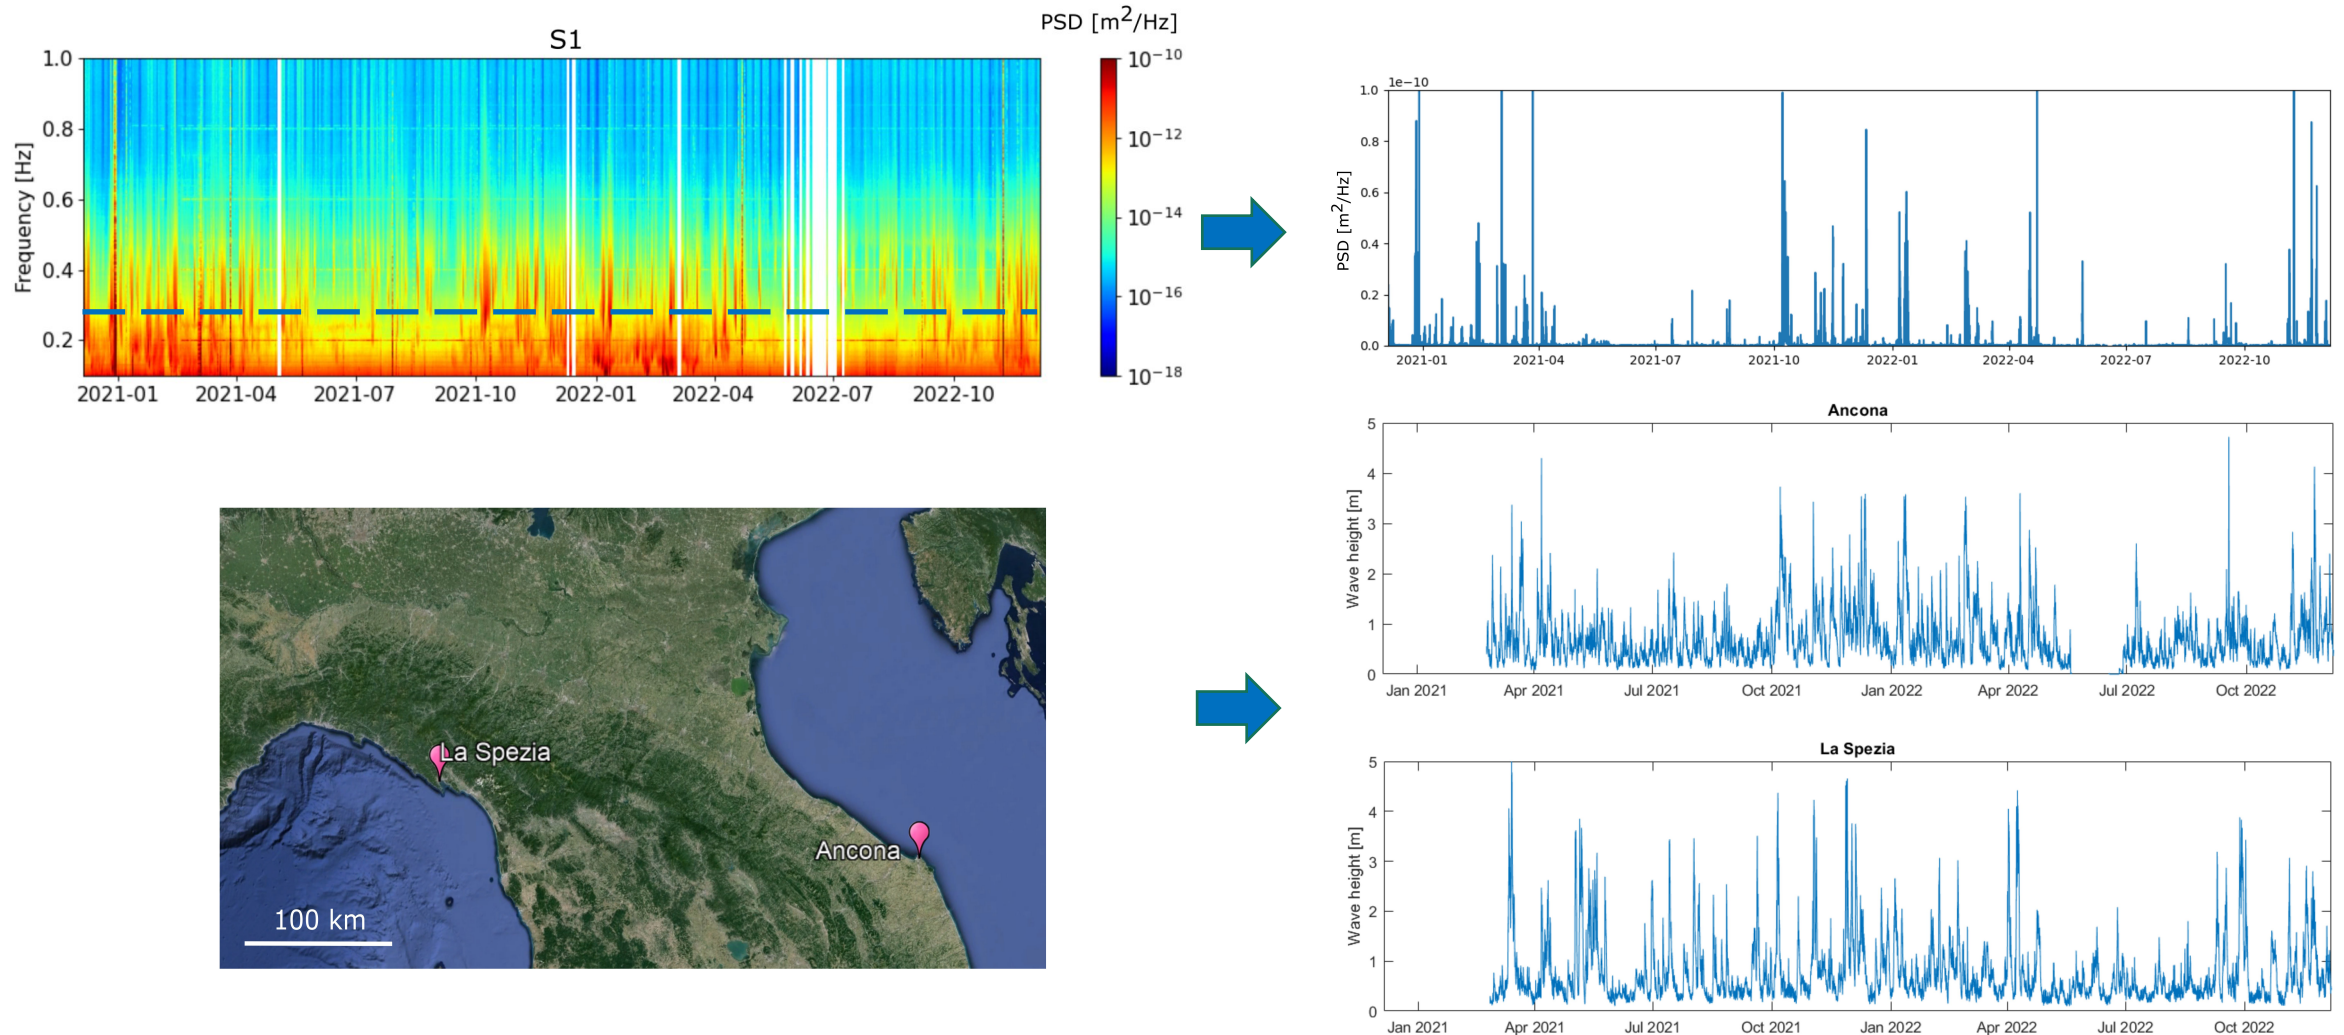 S1
PSD [m²/Hz]
Frequency [Hz]
1.0
0.8
0.6
0.4
0.2
2021-01 2021-04 2021-07 2021-10 2022-01 2022-04 2022-07 2022-10
10⁻¹⁰
10⁻¹²
10⁻¹⁴
10⁻¹⁶
10⁻¹⁸
1e−10
PSD [m²/Hz]
1.0
0.8
0.6
0.4
0.2
0.0
2021-01 2021-04 2021-07 2021-10 2022-01 2022-04 2022-07 2022-10
La Spezia
Ancona
100 km
Ancona
Wave height [m]
5
4
3
2
1
0
Jan 2021 Apr 2021 Jul 2021 Oct 2021 Jan 2022 Apr 2022 Jul 2022 Oct 2022
La Spezia
Wave height [m]
5
4
3
2
1
0
Jan 2021 Apr 2021 Jul 2021 Oct 2021 Jan 2022 Apr 2022 Jul 2022 Oct 2022